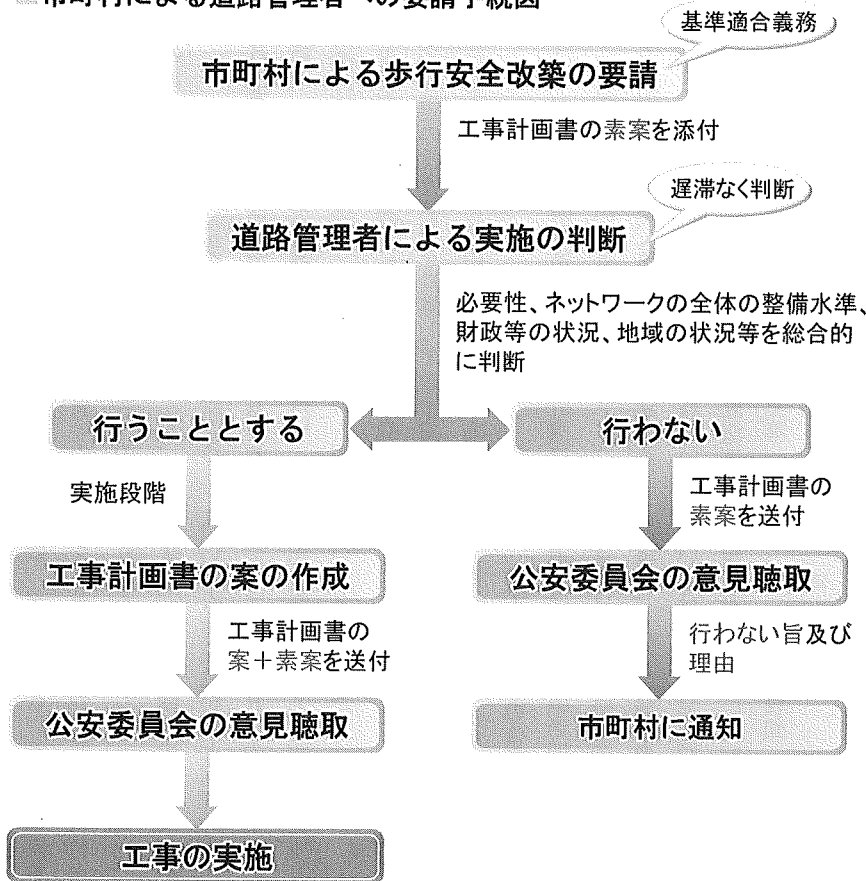 市町村による道路管理者への要請手続図
基準適合義務
市町村による歩行安全改築の要請
工事計画書の素案を添付
遅滞なく判断
道路管理者による実施の判断
必要性、ネットワークの全体の整備水準、
財政等の状況、地域の状況等を総合的
に判断
行うこととする
行わない
実施段階
工事計画書の
素案を送付
工事計画書の案の作成
公安委員会の意見聴取
工事計画書の
案+素案を送付
行わない旨及び
理由
公安委員会の意見聴取
市町村に通知
工事の実施